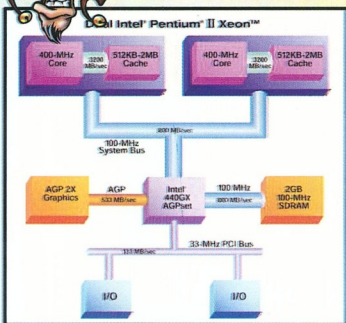 Dual Intel® Pentium® II Xeon™
400-MHz
Core
3200
MB/sec
512KB-2MB
Cache
400-MHz
Core
3200
MB/sec
512KB-2MB
Cache
800 MB/sec
100-MHz
System Bus
AGP 2X
Graphics
AGP
533 MB/sec
Intel®
440GX
AGPset
100 MHz
800 MB/sec
2GB
100-MHz
SDRAM
33-MHz PCI Bus
133 MB/sec
I/O
I/O